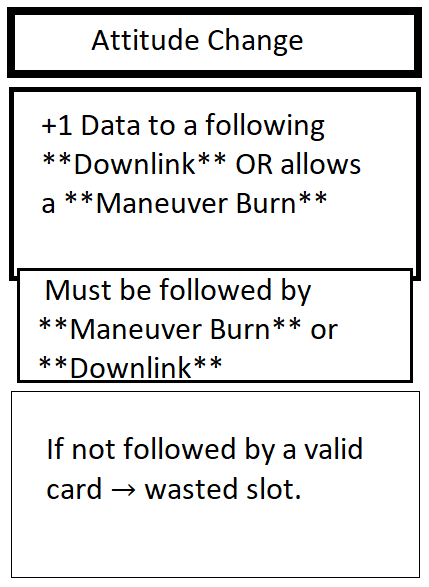 Attitude Change
+1 Data to a following
**Downlink** OR allows
a **Maneuver Burn**
Must be followed by
**Maneuver Burn** or
**Downlink**
If not followed by a valid
card → wasted slot.